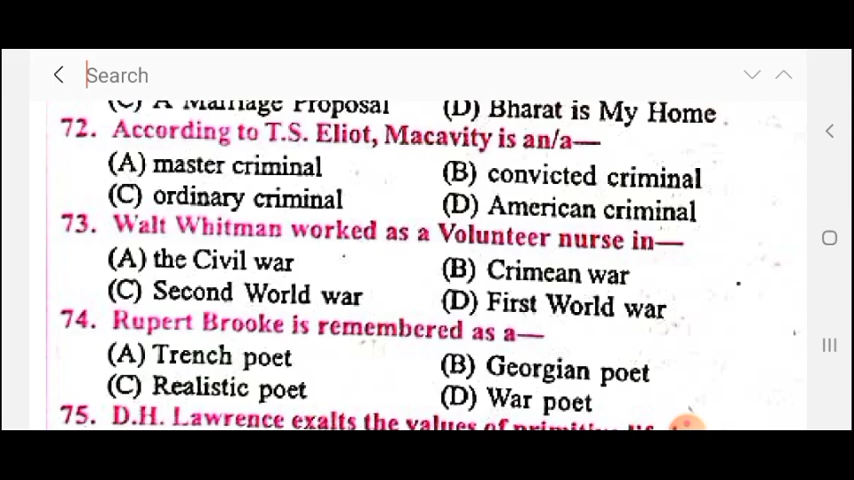 Search
(C) A Marriage Proposal (D) Bharat is My Home
72. According to T.S. Eliot, Macavity is an/a—
(A) master criminal (B) convicted criminal
(C) ordinary criminal (D) American criminal
73. Walt Whitman worked as a Volunteer nurse in—
(A) the Civil war (B) Crimean war
(C) Second World war (D) First World war
74. Rupert Brooke is remembered as a—
(A) Trench poet (B) Georgian poet
(C) Realistic poet (D) War poet
75. D.H. Lawrence exalts the values of primitive